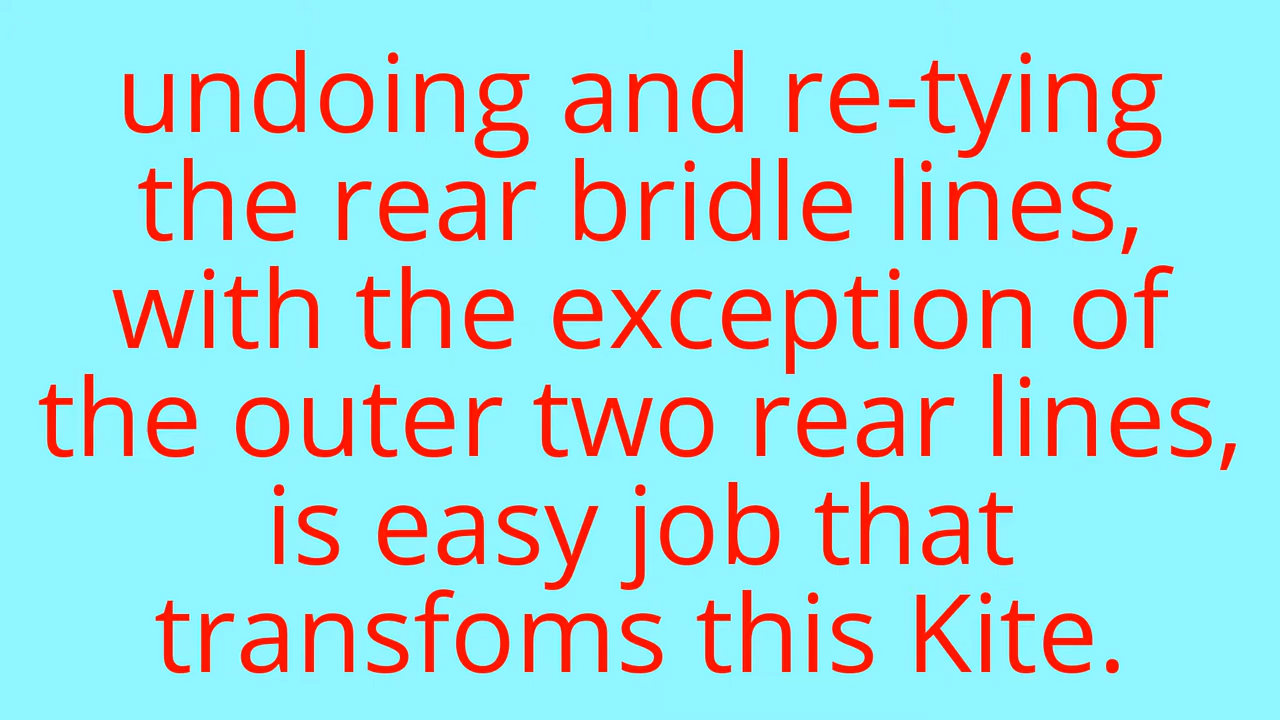 undoing and re-tying
the rear bridle lines,
with the exception of
the outer two rear lines,
is easy job that
transfoms this Kite.